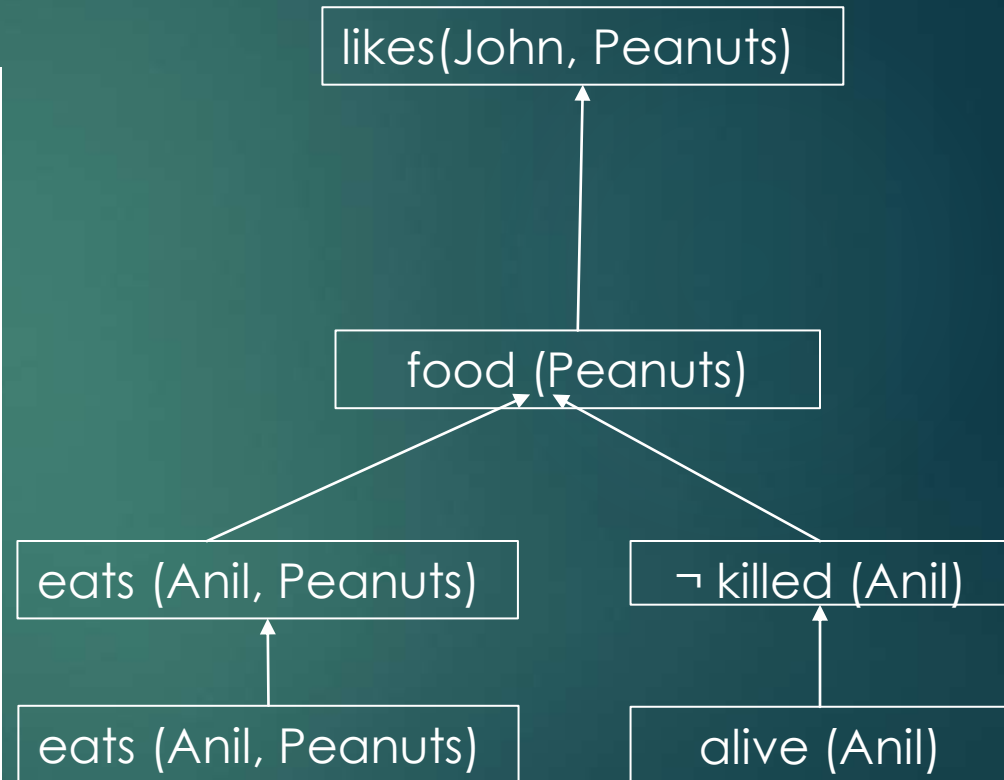 likes(John, Peanuts)
food (Peanuts)
eats (Anil, Peanuts)
¬ killed (Anil)
eats (Anil, Peanuts)
alive (Anil)